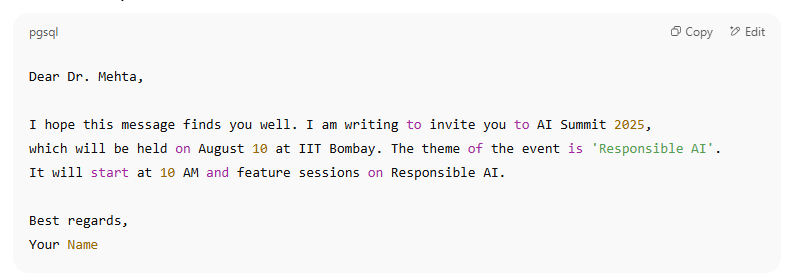 pgsql Copy Edit
Dear Dr. Mehta,
I hope this message finds you well. I am writing to invite you to AI Summit 2025,
which will be held on August 10 at IIT Bombay. The theme of the event is 'Responsible AI'.
It will start at 10 AM and feature sessions on Responsible AI.
Best regards,
Your Name